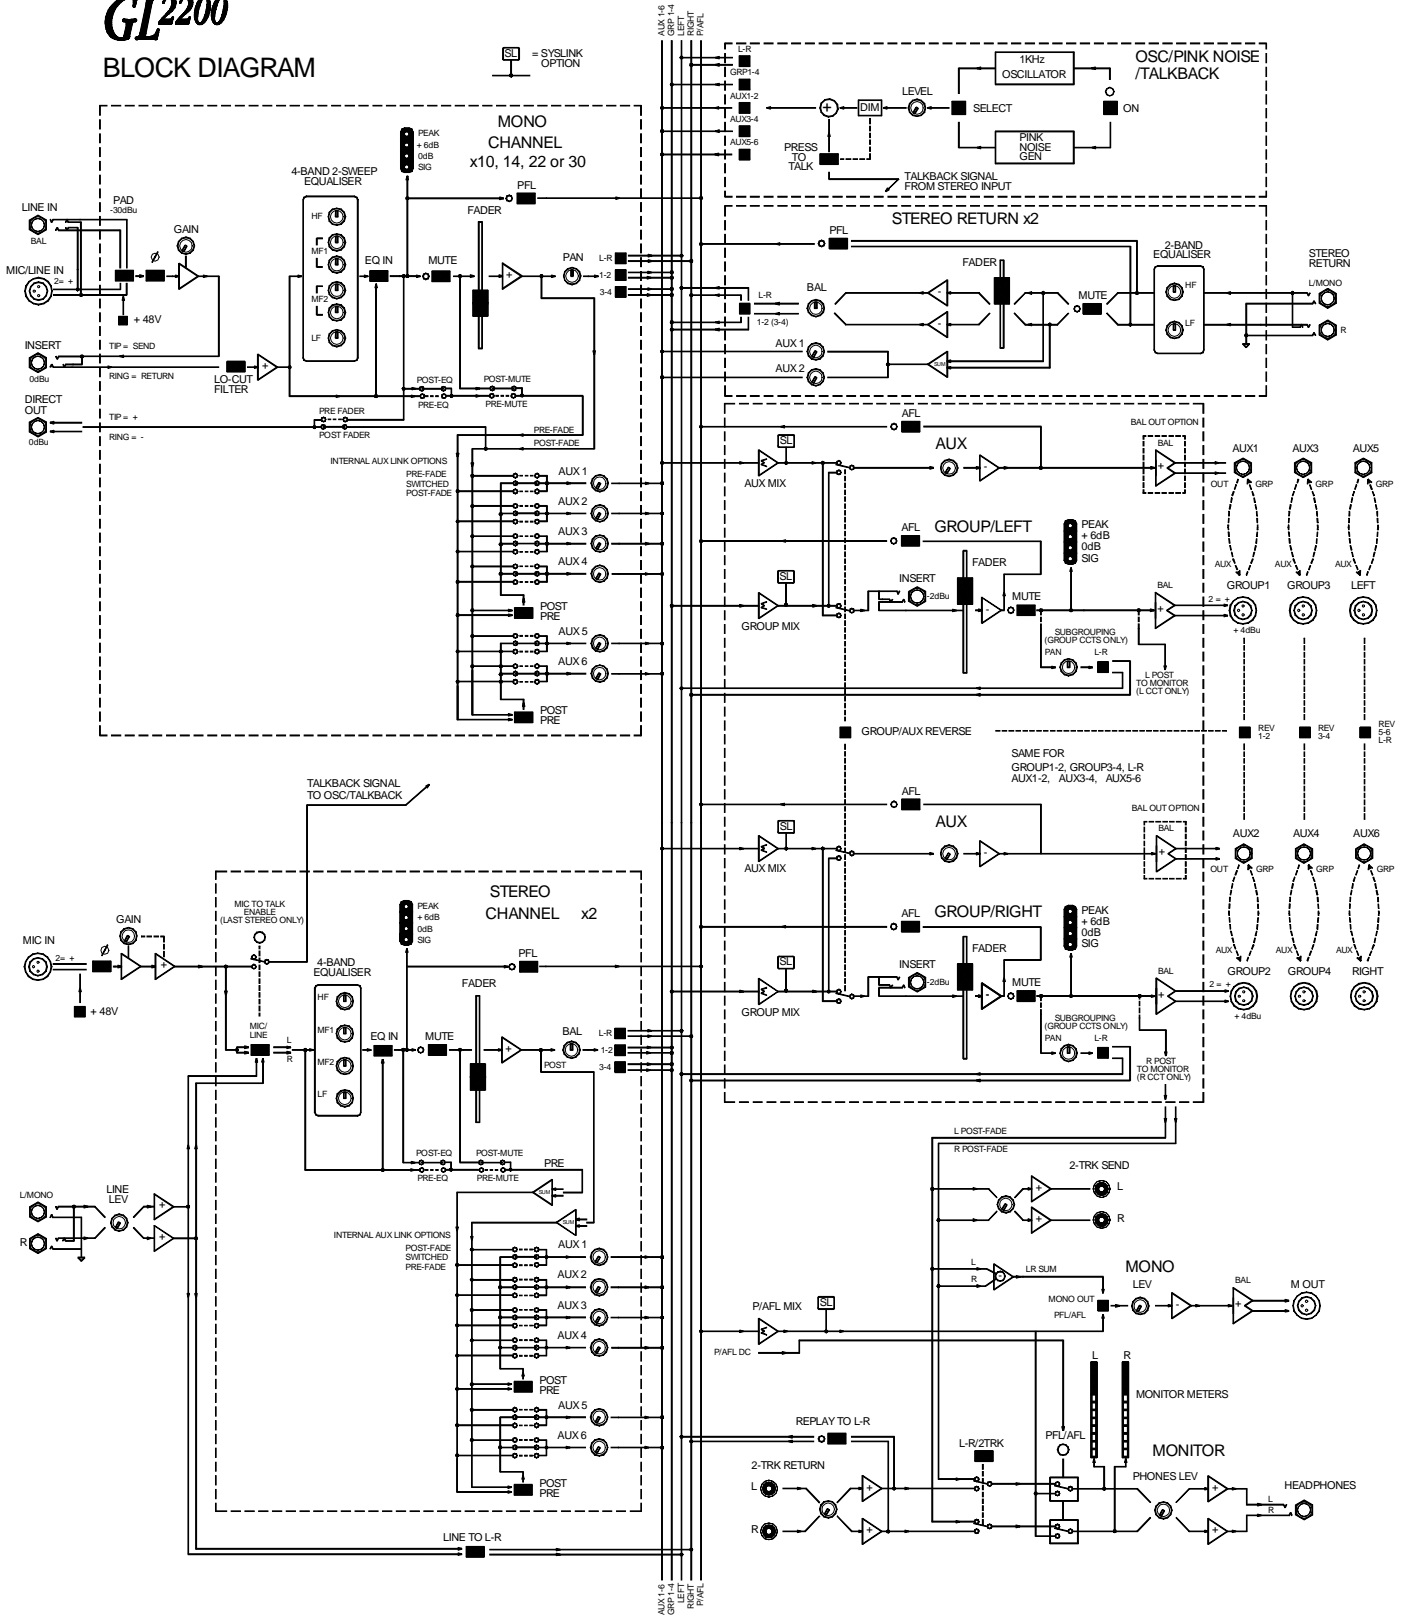 GL2200
BLOCK DIAGRAM
SL = SYSLINK
OPTION
AUX 1-6
GRP 1-4
LEFT
RIGHT
P/AFL
MONO
CHANNEL
x10, 14, 22 or 30
PEAK
+ 6dB
0dB
SIG
4-BAND 2-SWEEP
EQUALISER
HF
MF1
MF2
LF
LINE IN
BAL
PAD
-30dBu
Ø
GAIN
MIC/LINE IN
2= +
+ 48V
EQ IN
MUTE
PFL
FADER
+
PAN
L-R
1-2
3-4
INSERT
0dBu
TIP = SEND
RING = RETURN
LO-CUT
FILTER
+
DIRECT
OUT
0dBu
TIP = +
RING = -
PRE FADER
POST FADER
POST-EQ
PRE-EQ
POST-MUTE
PRE-MUTE
PRE-FADE
POST-FADE
INTERNAL AUX LINK OPTIONS
PRE-FADE
SWITCHED
POST-FADE
AUX 1
AUX 2
AUX 3
AUX 4
POST
PRE
AUX 5
AUX 6
POST
PRE
OSC/PINK NOISE
/TALKBACK
L-R
GRP1-4
AUX1-2
AUX3-4
AUX5-6
+
DIM
LEVEL
SELECT
1KHz
OSCILLATOR
ON
PINK
NOISE
GEN
PRESS
TO
TALK
TALKBACK SIGNAL
FROM STEREO INPUT
STEREO RETURN x2
PFL
FADER
2-BAND
EQUALISER
HF
LF
STEREO
RETURN
L/MONO
R
L-R
1-2 (3-4)
BAL
-
-
MUTE
AUX 1
AUX 2
SUM
AFL
AUX
BAL OUT OPTION
BAL
+
-
SL
Σ
AUX MIX
AUX1
AUX3
AUX5
OUT
GRP
GRP
GRP
AFL
GROUP/LEFT
PEAK
+ 6dB
0dB
SIG
FADER
SL
Σ
GROUP MIX
INSERT
-2dBu
-
MUTE
BAL
+
2 = +
AUX
AUX
AUX
GROUP1
GROUP3
LEFT
+ 4dBu
SUBGROUPING
(GROUP CCTS ONLY)
PAN
L-R
L POST
TO MONITOR
(L CCT ONLY)
GROUP/AUX REVERSE
REV
1-2
REV
3-4
REV
5-6
L-R
SAME FOR
GROUP1-2, GROUP3-4, L-R
AUX1-2, AUX3-4, AUX5-6
AFL
AUX
BAL OUT OPTION
BAL
+
-
SL
Σ
AUX MIX
AUX2
AUX4
AUX6
OUT
GRP
GRP
GRP
AFL
GROUP/RIGHT
PEAK
+ 6dB
0dB
SIG
FADER
SL
Σ
GROUP MIX
INSERT
-2dBu
-
MUTE
BAL
+
2 = +
AUX
AUX
AUX
GROUP2
GROUP4
RIGHT
+ 4dBu
SUBGROUPING
(GROUP CCTS ONLY)
PAN
L-R
R POST
TO MONITOR
(R CCT ONLY)
TALKBACK SIGNAL
TO OSC/TALKBACK
STEREO
CHANNEL x2
MIC TO TALK
ENABLE
(LAST STEREO ONLY)
PEAK
+ 6dB
0dB
SIG
MIC IN
2= +
Ø
GAIN
+
+ 48V
4-BAND
EQUALISER
HF
MF1
MF2
LF
MIC/
LINE
L
R
EQ IN
MUTE
PFL
FADER
+
BAL
POST
L-R
1-2
3-4
POST-EQ
PRE-EQ
POST-MUTE
PRE-MUTE
PRE
SUM
SUM
L/MONO
R
LINE
LEV
+
+
INTERNAL AUX LINK OPTIONS
POST-FADE
SWITCHED
PRE-FADE
AUX 1
AUX 2
AUX 3
AUX 4
POST
PRE
AUX 5
AUX 6
POST
PRE
LINE TO L-R
L POST-FADE
R POST-FADE
2-TRK SEND
+
L
+
R
L
R
LR SUM
MONO
LEV
MONO OUT
PFL/AFL
-
BAL
+
M OUT
P/AFL MIX
SL
Σ
P/AFL DC
L
R
MONITOR METERS
REPLAY TO L-R
L-R/2TRK
PFL/AFL
MONITOR
2-TRK RETURN
L
R
+
+
PHONES LEV
+
+
L
R
HEADPHONES
AUX 1-6
GRP 1-4
LEFT
RIGHT
P/AFL